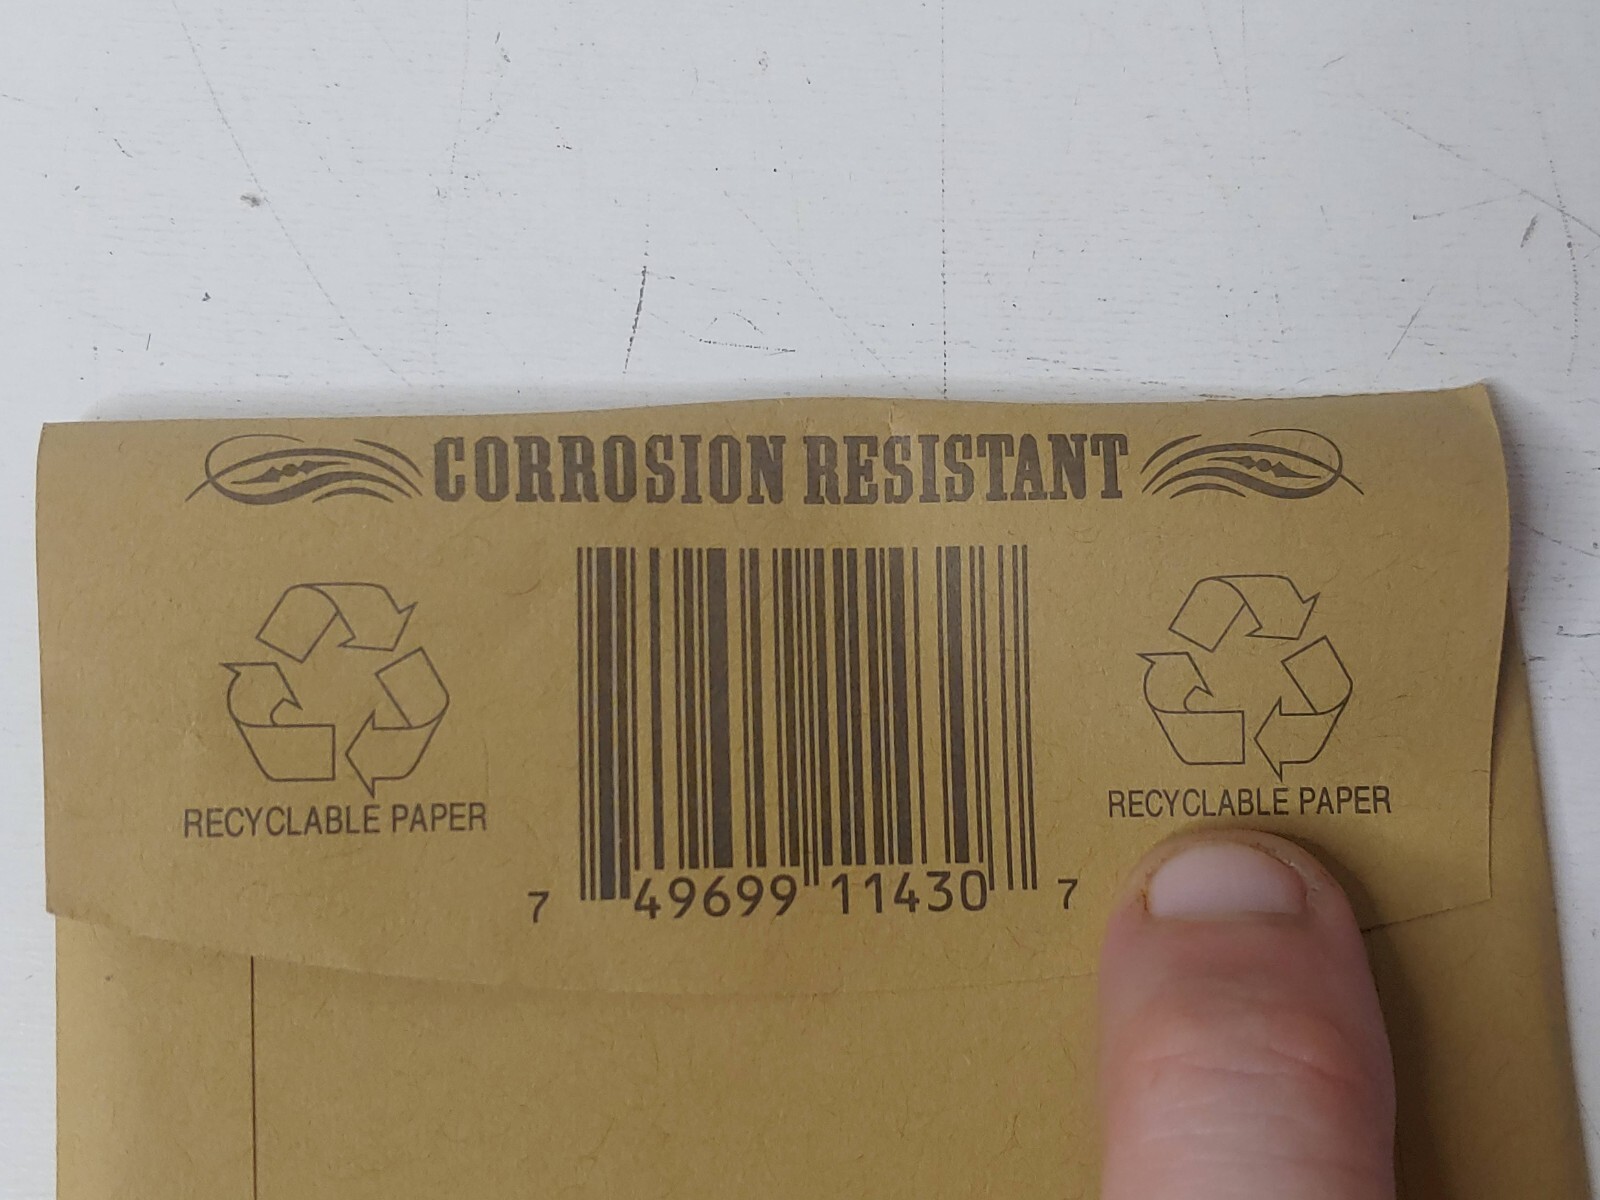 CORROSION RESISTANT
RECYCLABLE PAPER
7 49699 11430 7
RECYCLABLE PAPER